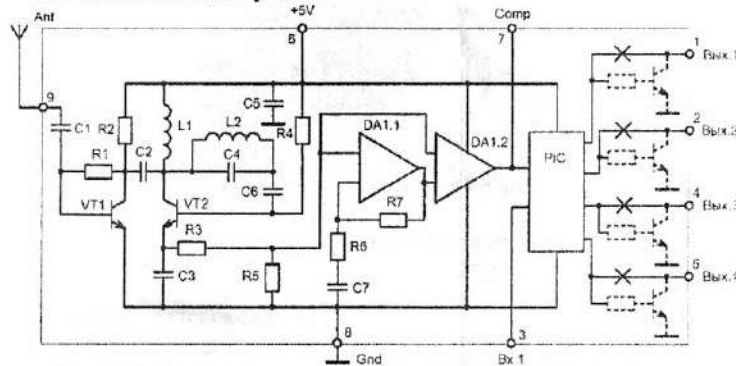 Ant
+5V
Comp
6
7
1
Вых.1
9
C1
R2
L1
L2
C5
R4
DA1.1
DA1.2
PIC
2
Вых.2
R1
C2
C4
C6
R7
VT1
VT2
R3
R6
4
Вых.3
C3
R5
C7
5
Вых.4
8
3
Gnd
Вх 1